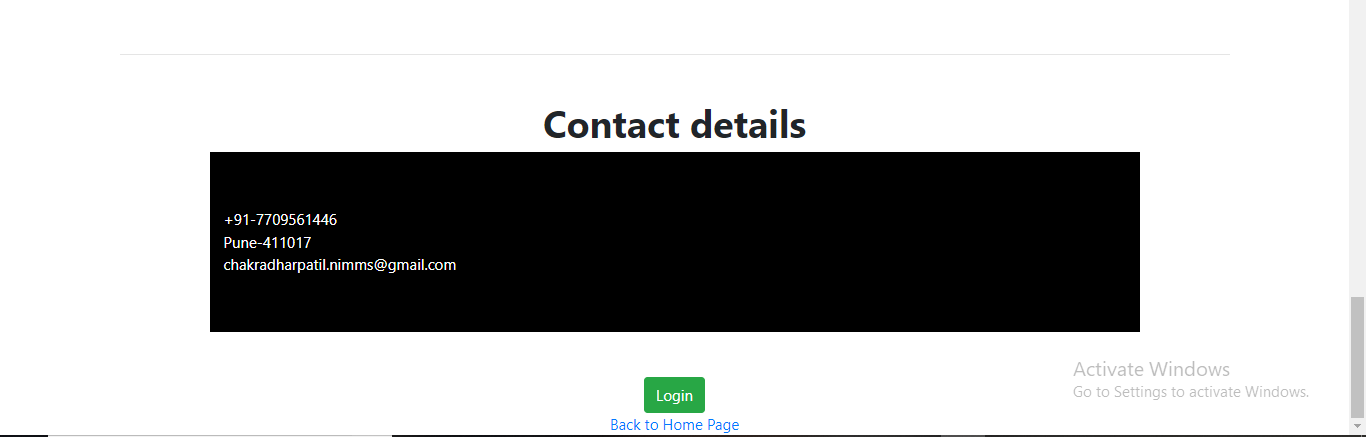 Contact details
+91-7709561446
Pune-411017
chakradharpatil.nimms@gmail.com
Login
Back to Home Page
Activate Windows
Go to Settings to activate Windows.